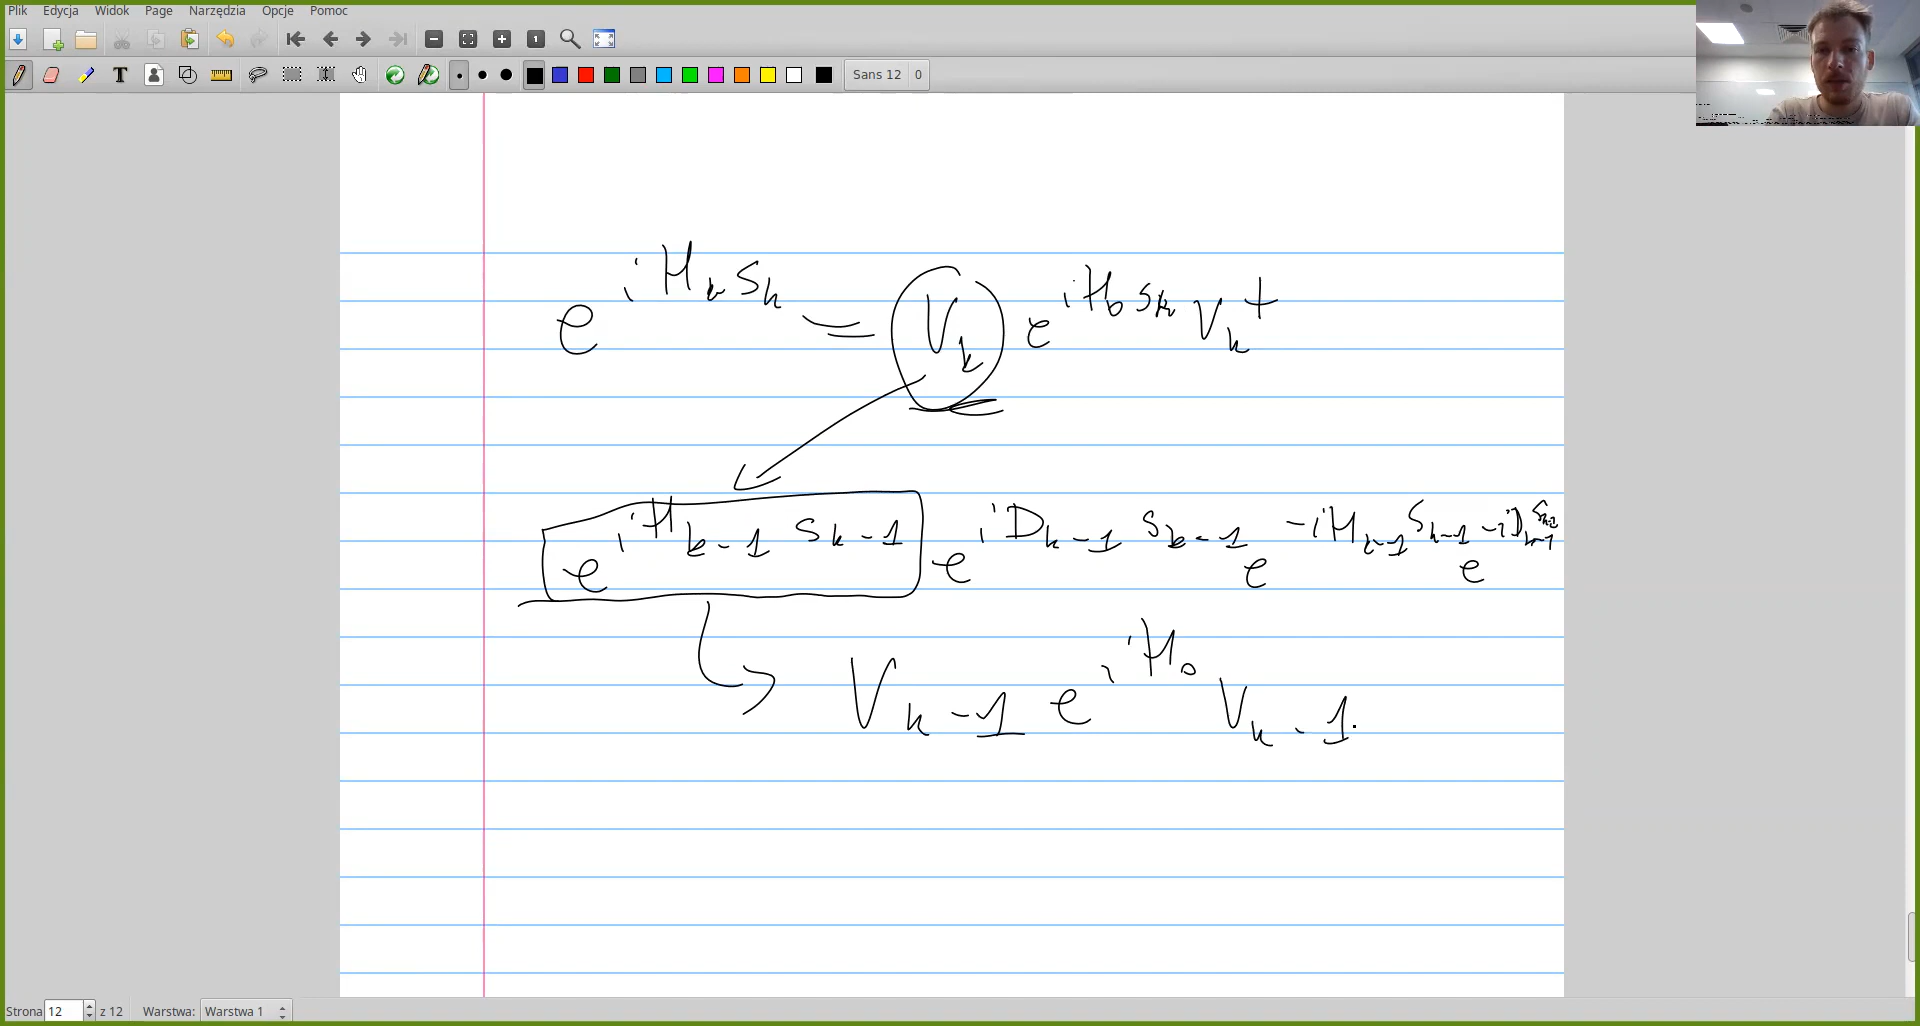 Plik Edycja Widok Page Narzędzia Opcje Pomoc
Sans 12 0
e^{iH_k s_k} = V_k e^{iH_0 s_k} V_k^†
e^{iH_{k-1} s_{k-1}} e^{iD_{k-1} s_{k-1}} e^{-iH_{k-1} s_{k-1}} e^{-iD_{k-1} s_{k-1}}
V_{k-1} e^{iH_0} V_{k-1}
Strona 12 z 12 Warstwa: Warstwa 1